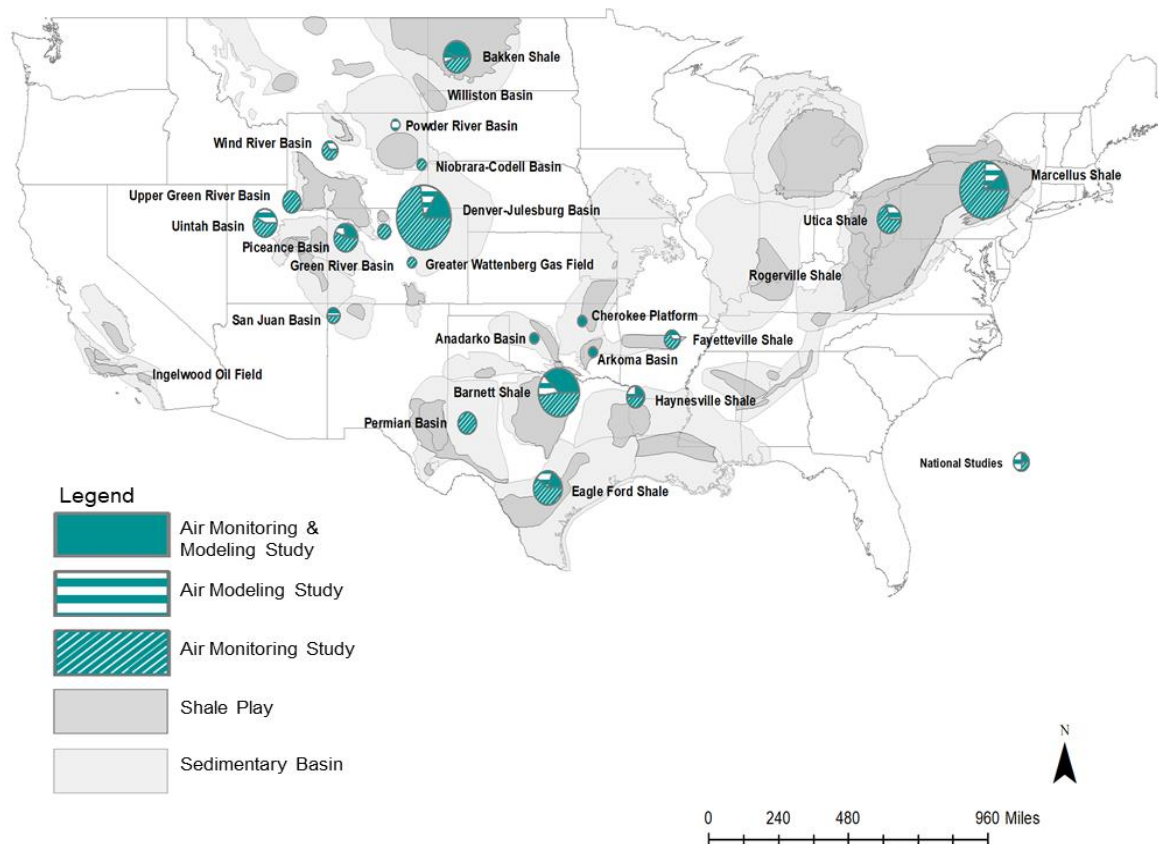 Bakken Shale
Williston Basin
Powder River Basin
Wind River Basin
Niobrara-Codell Basin
Marcellus Shale
Upper Green River Basin
Denver-Julesburg Basin
Utica Shale
Uintah Basin
Piceance Basin
Green River Basin
Greater Wattenberg Gas Field
Rogerville Shale
San Juan Basin
Cherokee Platform
Anadarko Basin
Fayetteville Shale
Arkoma Basin
Ingelwood Oil Field
Barnett Shale
Haynesville Shale
Permian Basin
National Studies
Eagle Ford Shale
Legend
Air Monitoring &
Modeling Study
Air Modeling Study
Air Monitoring Study
Shale Play
Sedimentary Basin
N
0 240 480 960 Miles